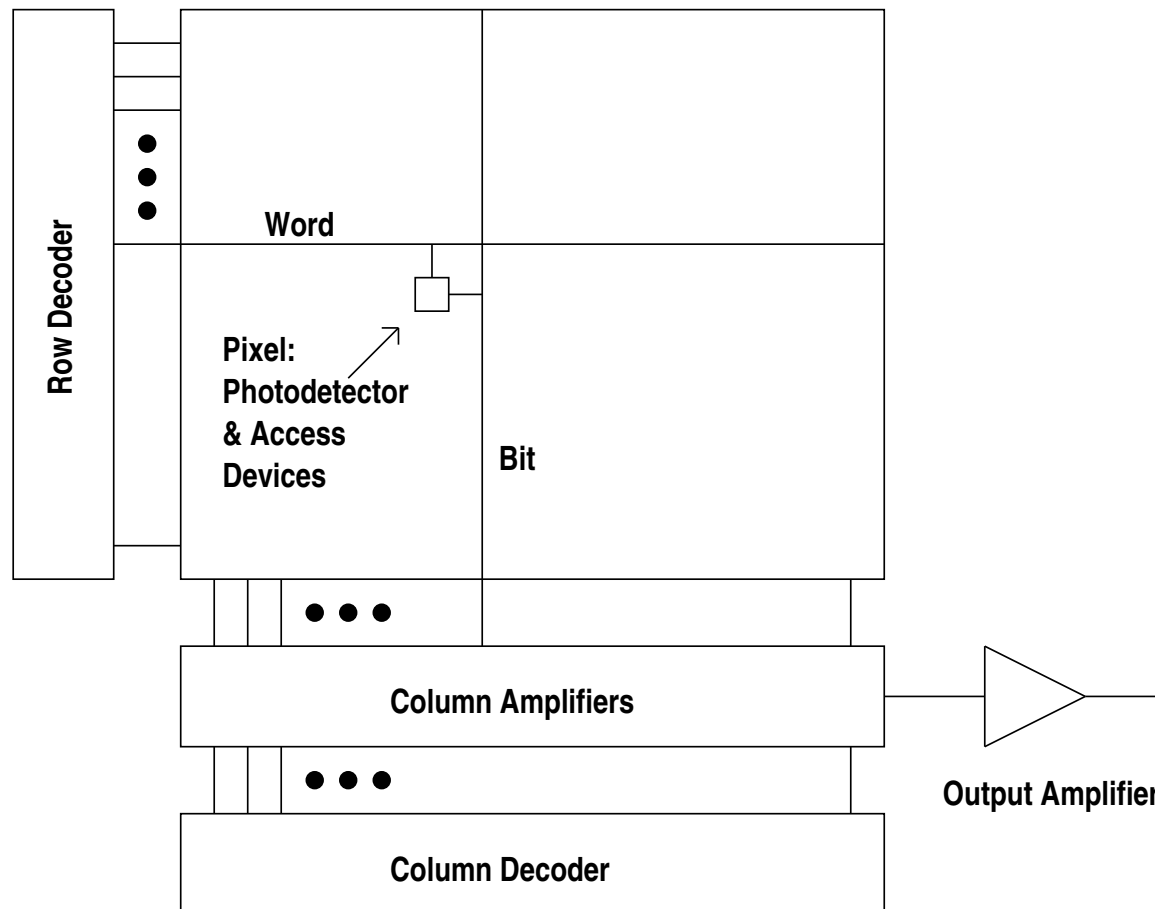 Row Decoder
Word
Pixel:
Photodetector
& Access
Devices
Bit
Column Amplifiers
Output Amplifier
Column Decoder